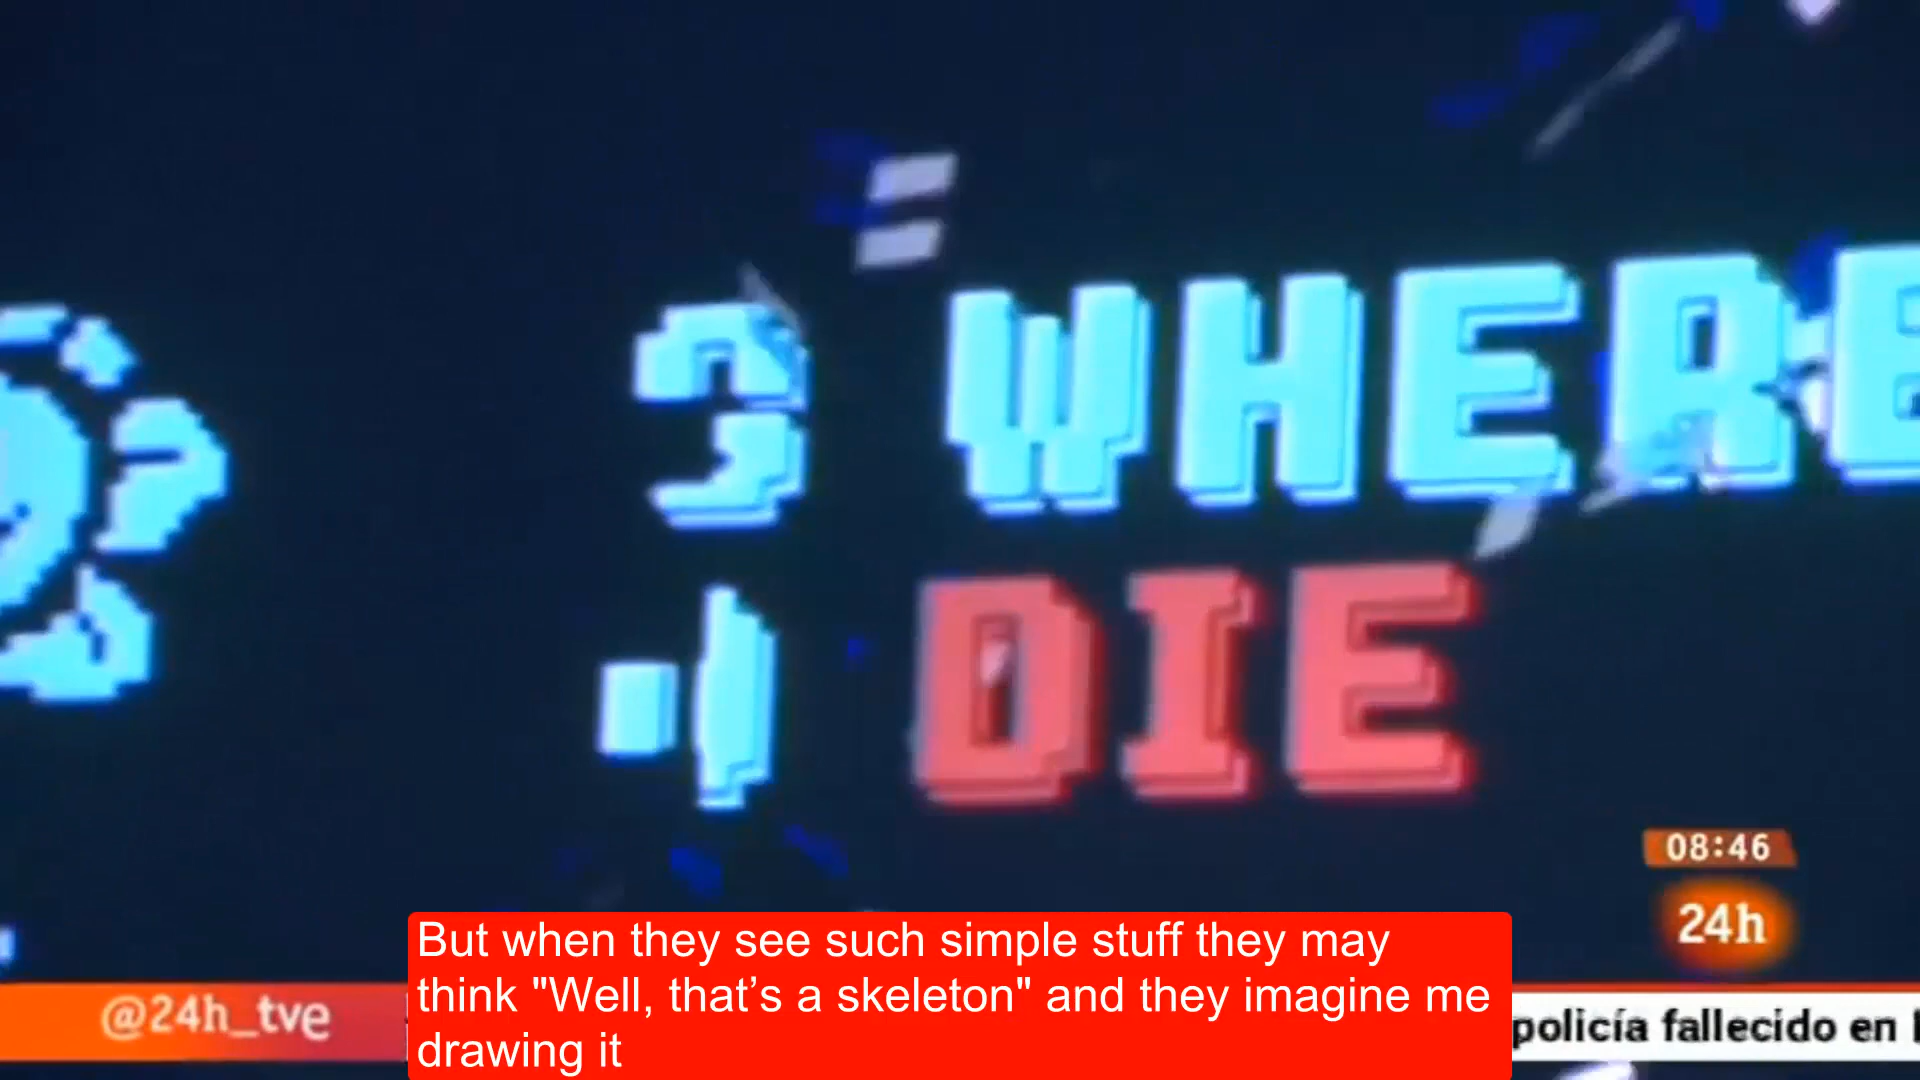 WHERE
DIE
08:46
24h
But when they see such simple stuff they may
think "Well, that’s a skeleton" and they imagine me
drawing it
@24h_tve
policía fallecido en